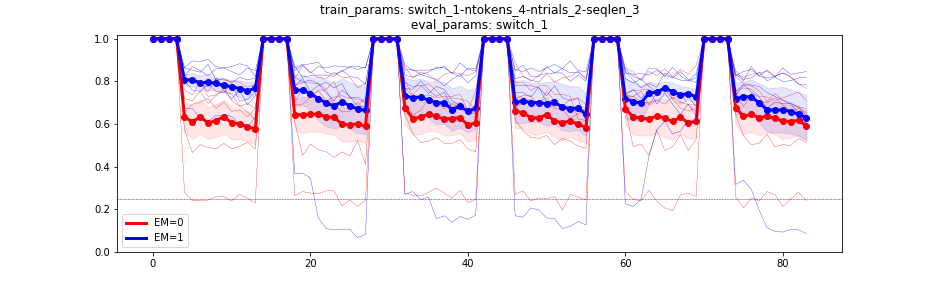 train_params: switch_1-ntokens_4-ntrials_2-seqlen_3
eval_params: switch_1
1.0
0.8
0.6
0.4
0.2
0.0
EM=0
EM=1
0 20 40 60 80